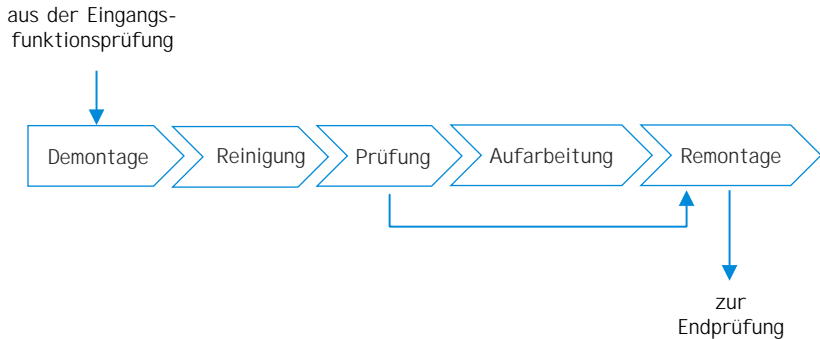 aus der Eingangs-
funktionsprüfung
Demontage
Reinigung
Prüfung
Aufarbeitung
Remontage
zur
Endprüfung